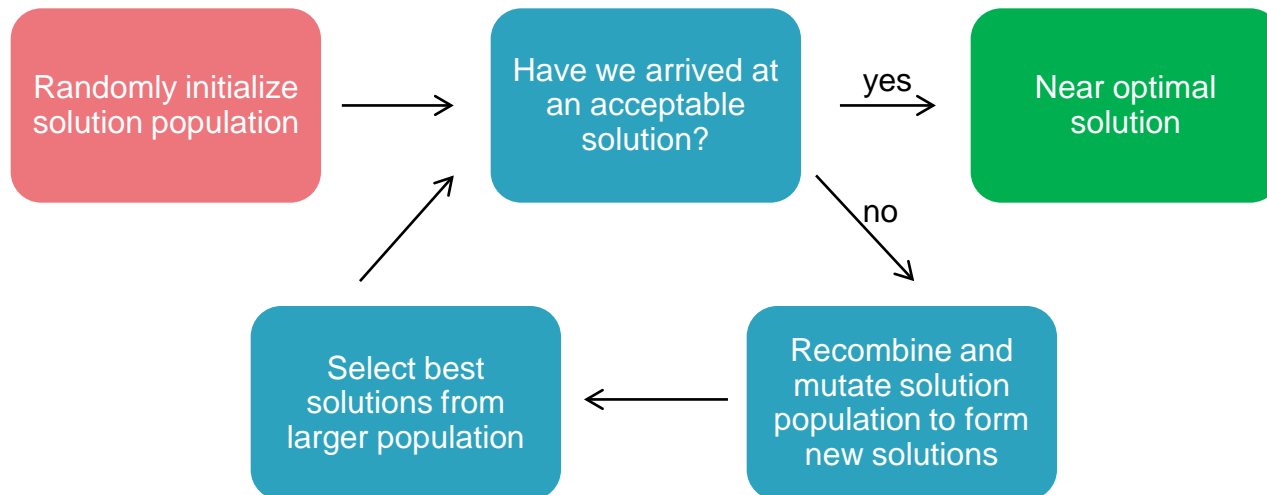 Randomly initialize
solution population
Have we arrived at
an acceptable
solution?
yes
Near optimal
solution
no
Select best
solutions from
larger population
Recombine and
mutate solution
population to form
new solutions